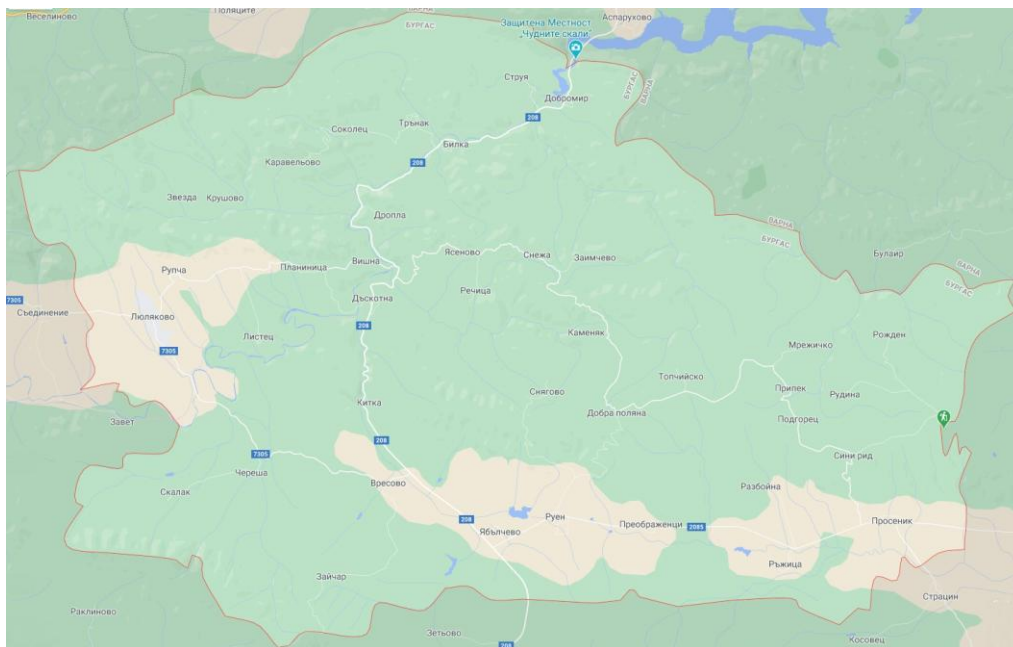 Веселиново
Поляците
БУРГАС
ВАРНА
Аспарухово
Защитена Местност
"Чудните скали"
Струя
Добромир
БУРГАС
ВАРНА
208
Трънак
Соколец
Билка
208
Каравельово
Звезда
Крушово
Дропла
ВАРНА
БУРГАС
Булаир
Ясеново
Снежа
Заимчево
Вишна
Рупча
Планиница
ВАРНА
БУРГАС
Речица
Дъскотна
7305
Съединение
Люляково
208
Каменяк
Рожден
Листец
Мрежичко
7305
Топчийско
Прилеп
Рудина
Снягово
Китка
Добра поляна
Подгорец
Завет
208
7305
Сини рид
Череша
Вресово
Разбойна
Скалак
208
Руен
Преображенци
2085
Просеник
Ябълчево
Ръжица
Зайчар
Страцин
Раклиново
Зетьово
Косовец
208